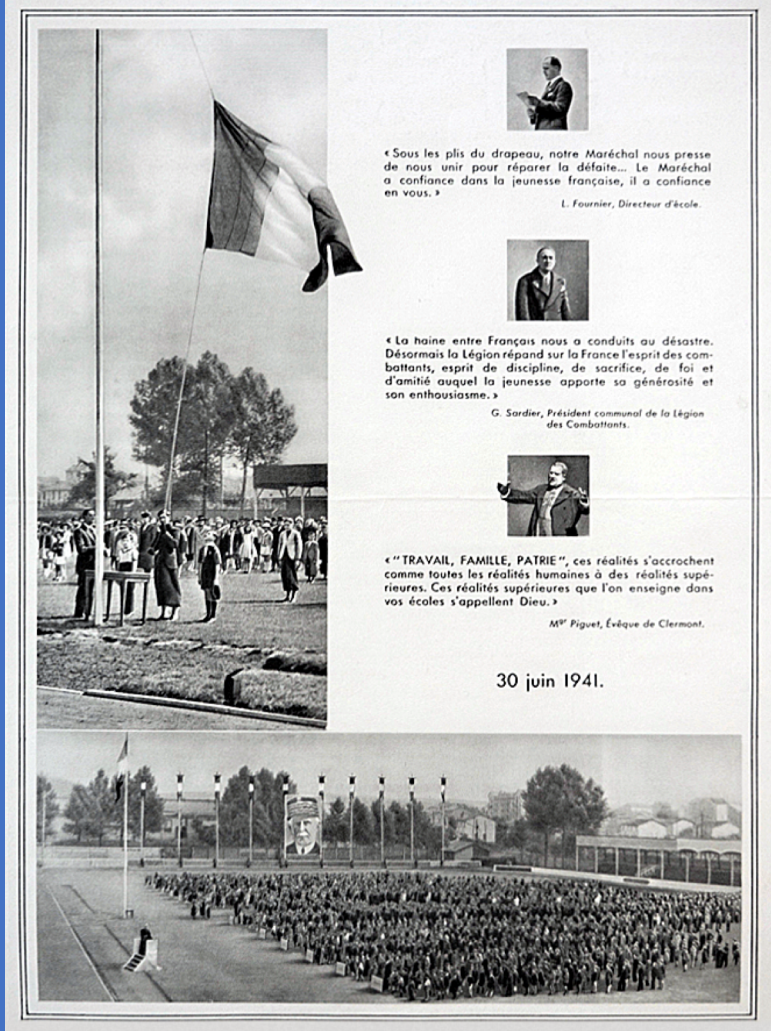 « Sous les plis du drapeau, notre Maréchal nous presse
de nous unir pour réparer la défaite... Le Maréchal
a confiance dans la jeunesse française, il a confiance
en vous. »
L. Fournier, Directeur d'école.
« La haine entre Français nous a conduits au désastre.
Désormais la Légion répand sur la France l'esprit des com-
battants, esprit de discipline, de sacrifice, de foi et
d'amitié auquel la jeunesse apporte sa générosité et
son enthousiasme. »
G. Sardier, Président communal de la Légion
des Combattants.
« "TRAVAIL, FAMILLE, PATRIE", ces réalités s'accrochent
comme toutes les réalités humaines à des réalités supé-
rieures. Ces réalités supérieures que l'on enseigne dans
vos écoles s'appellent Dieu. »
Mgr Piguet, Évêque de Clermont.
30 juin 1941.